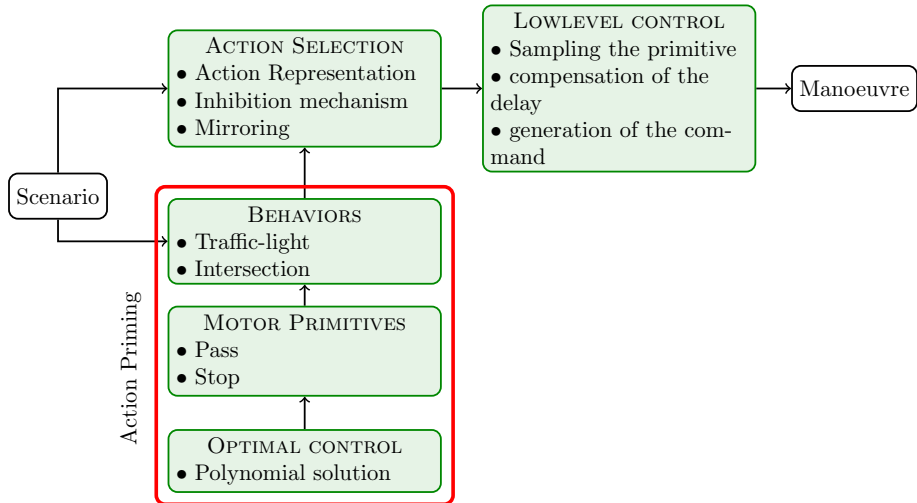 ACTION SELECTION
• Action Representation
• Inhibition mechanism
• Mirroring
LOWLEVEL CONTROL
• Sampling the primitive
• compensation of the
delay
• generation of the com-
mand
Manoeuvre
Scenario
BEHAVIORS
• Traffic-light
• Intersection
MOTOR PRIMITIVES
• Pass
• Stop
OPTIMAL CONTROL
• Polynomial solution
Action Priming